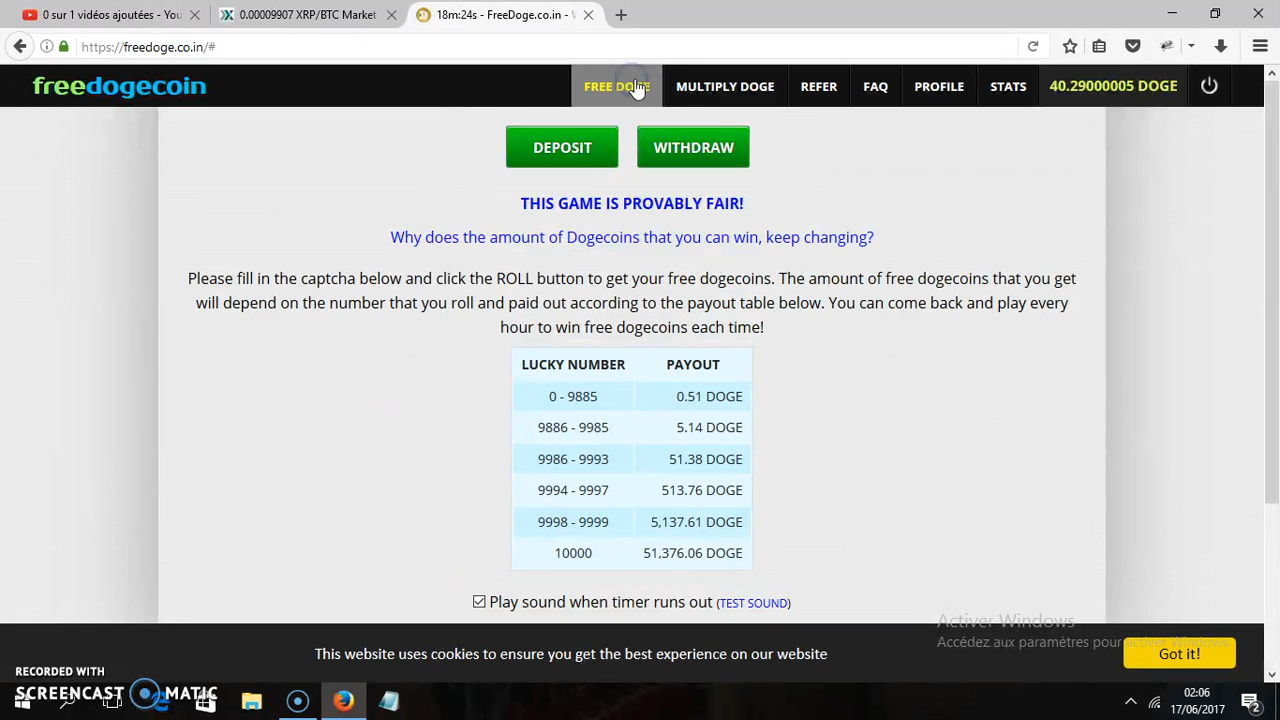 0 sur 1 vidéos ajoutées - You
0.00009907 XRP/BTC Market
18m:24s - FreeDoge.co.in - W
https://freedoge.co.in/#
freedogecoin
FREE DOGE
MULTIPLY DOGE
REFER
FAQ
PROFILE
STATS
40.29000005 DOGE
DEPOSIT
WITHDRAW
THIS GAME IS PROVABLY FAIR!
Why does the amount of Dogecoins that you can win, keep changing?
Please fill in the captcha below and click the ROLL button to get your free dogecoins. The amount of free dogecoins that you get
will depend on the number that you roll and paid out according to the payout table below. You can come back and play every
hour to win free dogecoins each time!
LUCKY NUMBER PAYOUT
0 - 9885 0.51 DOGE
9886 - 9985 5.14 DOGE
9986 - 9993 51.38 DOGE
9994 - 9997 513.76 DOGE
9998 - 9999 5,137.61 DOGE
10000 51,376.06 DOGE
Play sound when timer runs out (TEST SOUND)
Activer Windows
Accédez aux paramètres pour activer Windows.
This website uses cookies to ensure you get the best experience on our website
Got it!
RECORDED WITH
SCREENCAST MATIC
02:06
17/06/2017
2